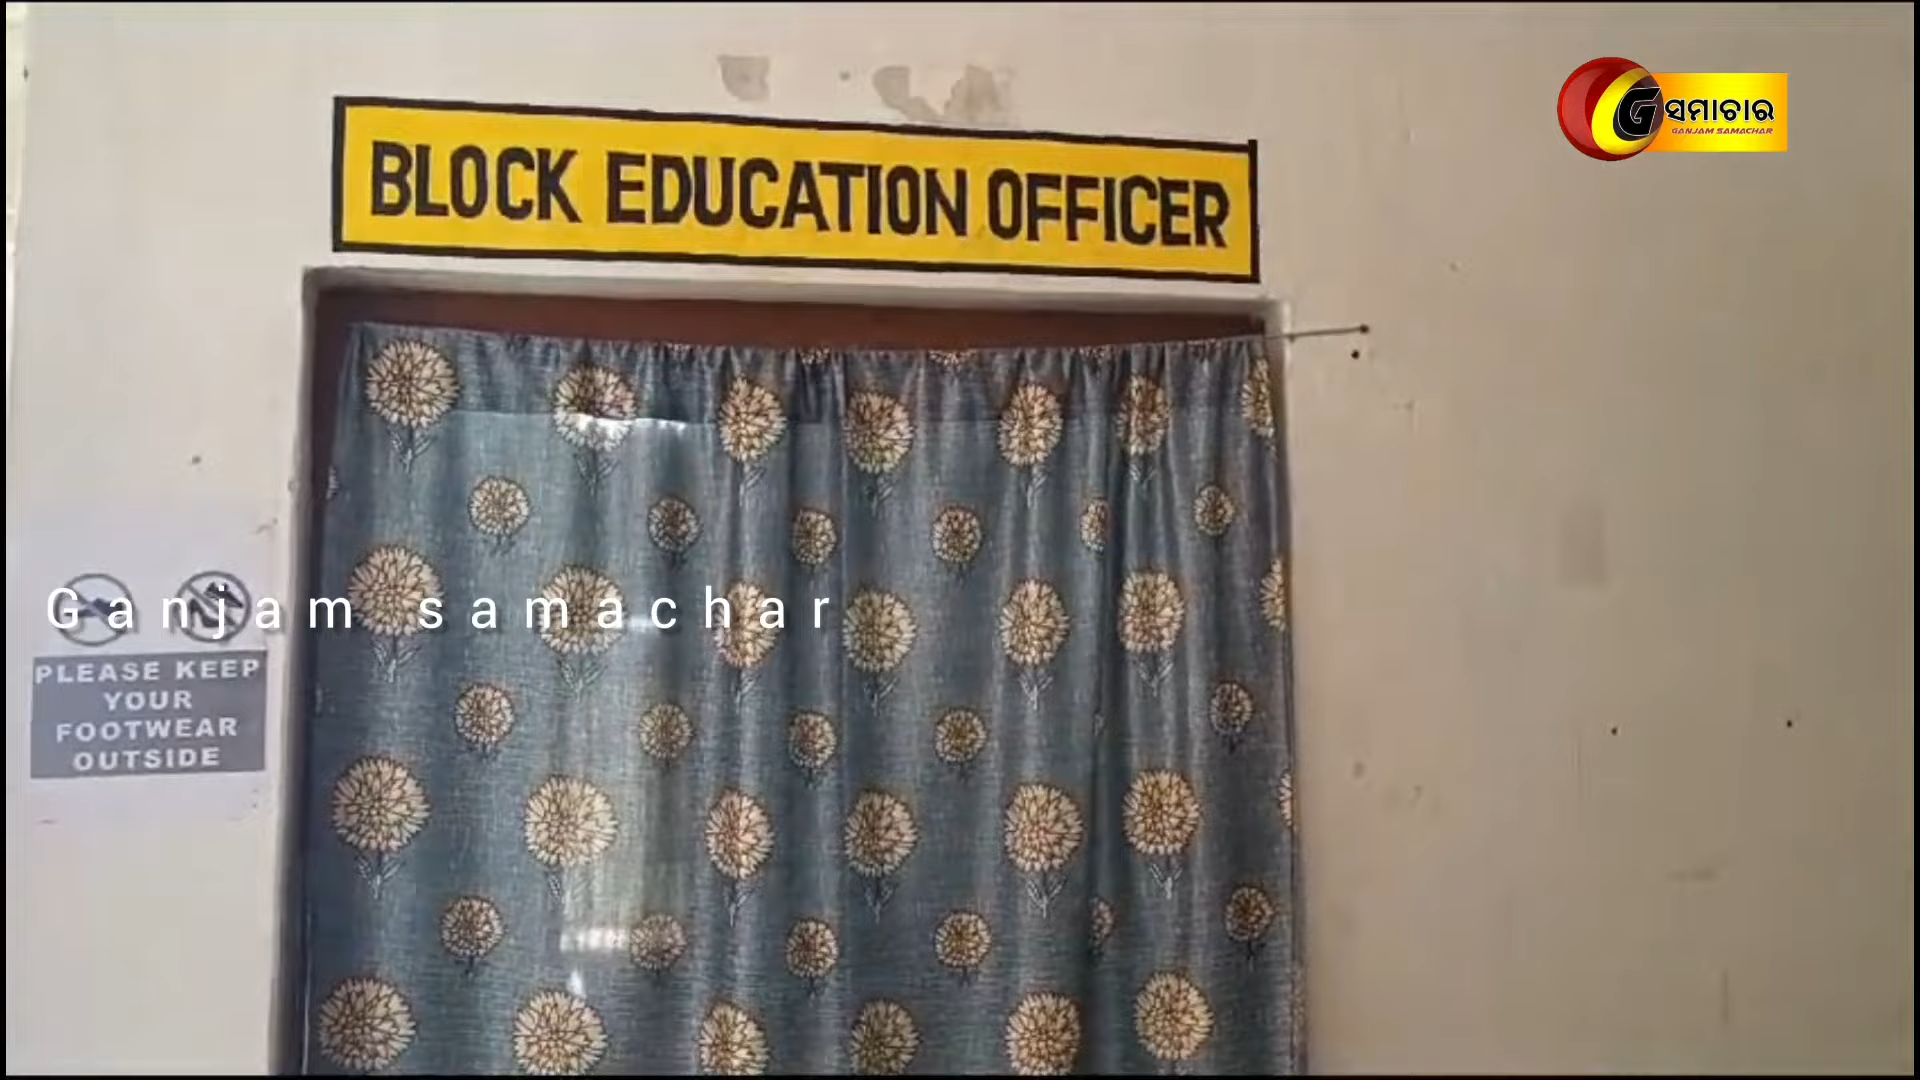 BLOCK EDUCATION OFFICER
G ସମାଚାର
GANJAM SAMACHAR
Ganjam samachar
PLEASE KEEP
YOUR
FOOTWEAR
OUTSIDE